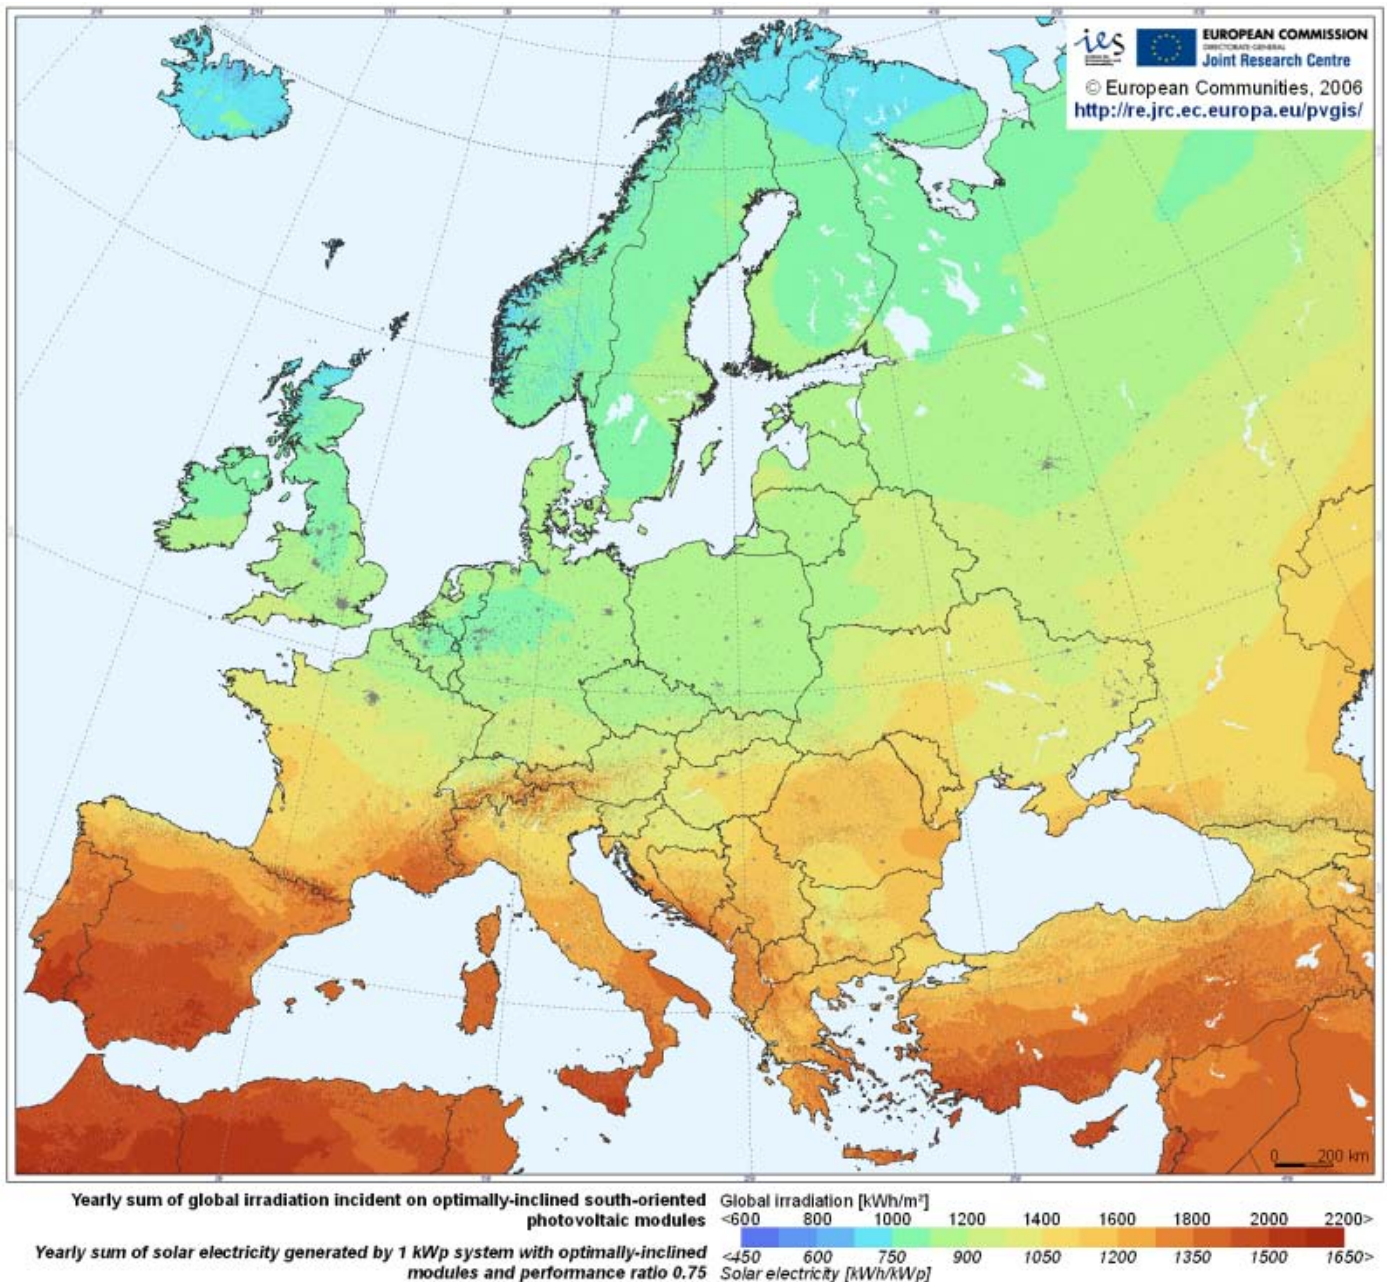 ies
EUROPEAN COMMISSION
DIRECTORATE-GENERAL
Joint Research Centre
© European Communities, 2006
http://re.jrc.ec.europa.eu/pvgis/
0 200 km
Yearly sum of global irradiation incident on optimally-inclined south-oriented
photovoltaic modules
Yearly sum of solar electricity generated by 1 kWp system with optimally-inclined
modules and performance ratio 0.75
Global irradiation [kWh/m²]
<600 800 1000 1200 1400 1600 1800 2000 2200>
<450 600 750 900 1050 1200 1350 1500 1650>
Solar electricity [kWh/kWp]